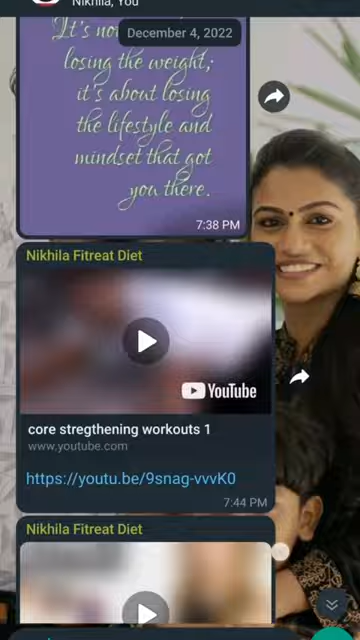 Nikhila, You
December 4, 2022
It's no
losing the weight;
it's about losing
the lifestyle and
mindset that got
you there.
7:38 PM
Nikhila Fitreat Diet
YouTube
core stregthening workouts 1
www.youtube.com
https://youtu.be/9snag-vvvK0
7:44 PM
Nikhila Fitreat Diet